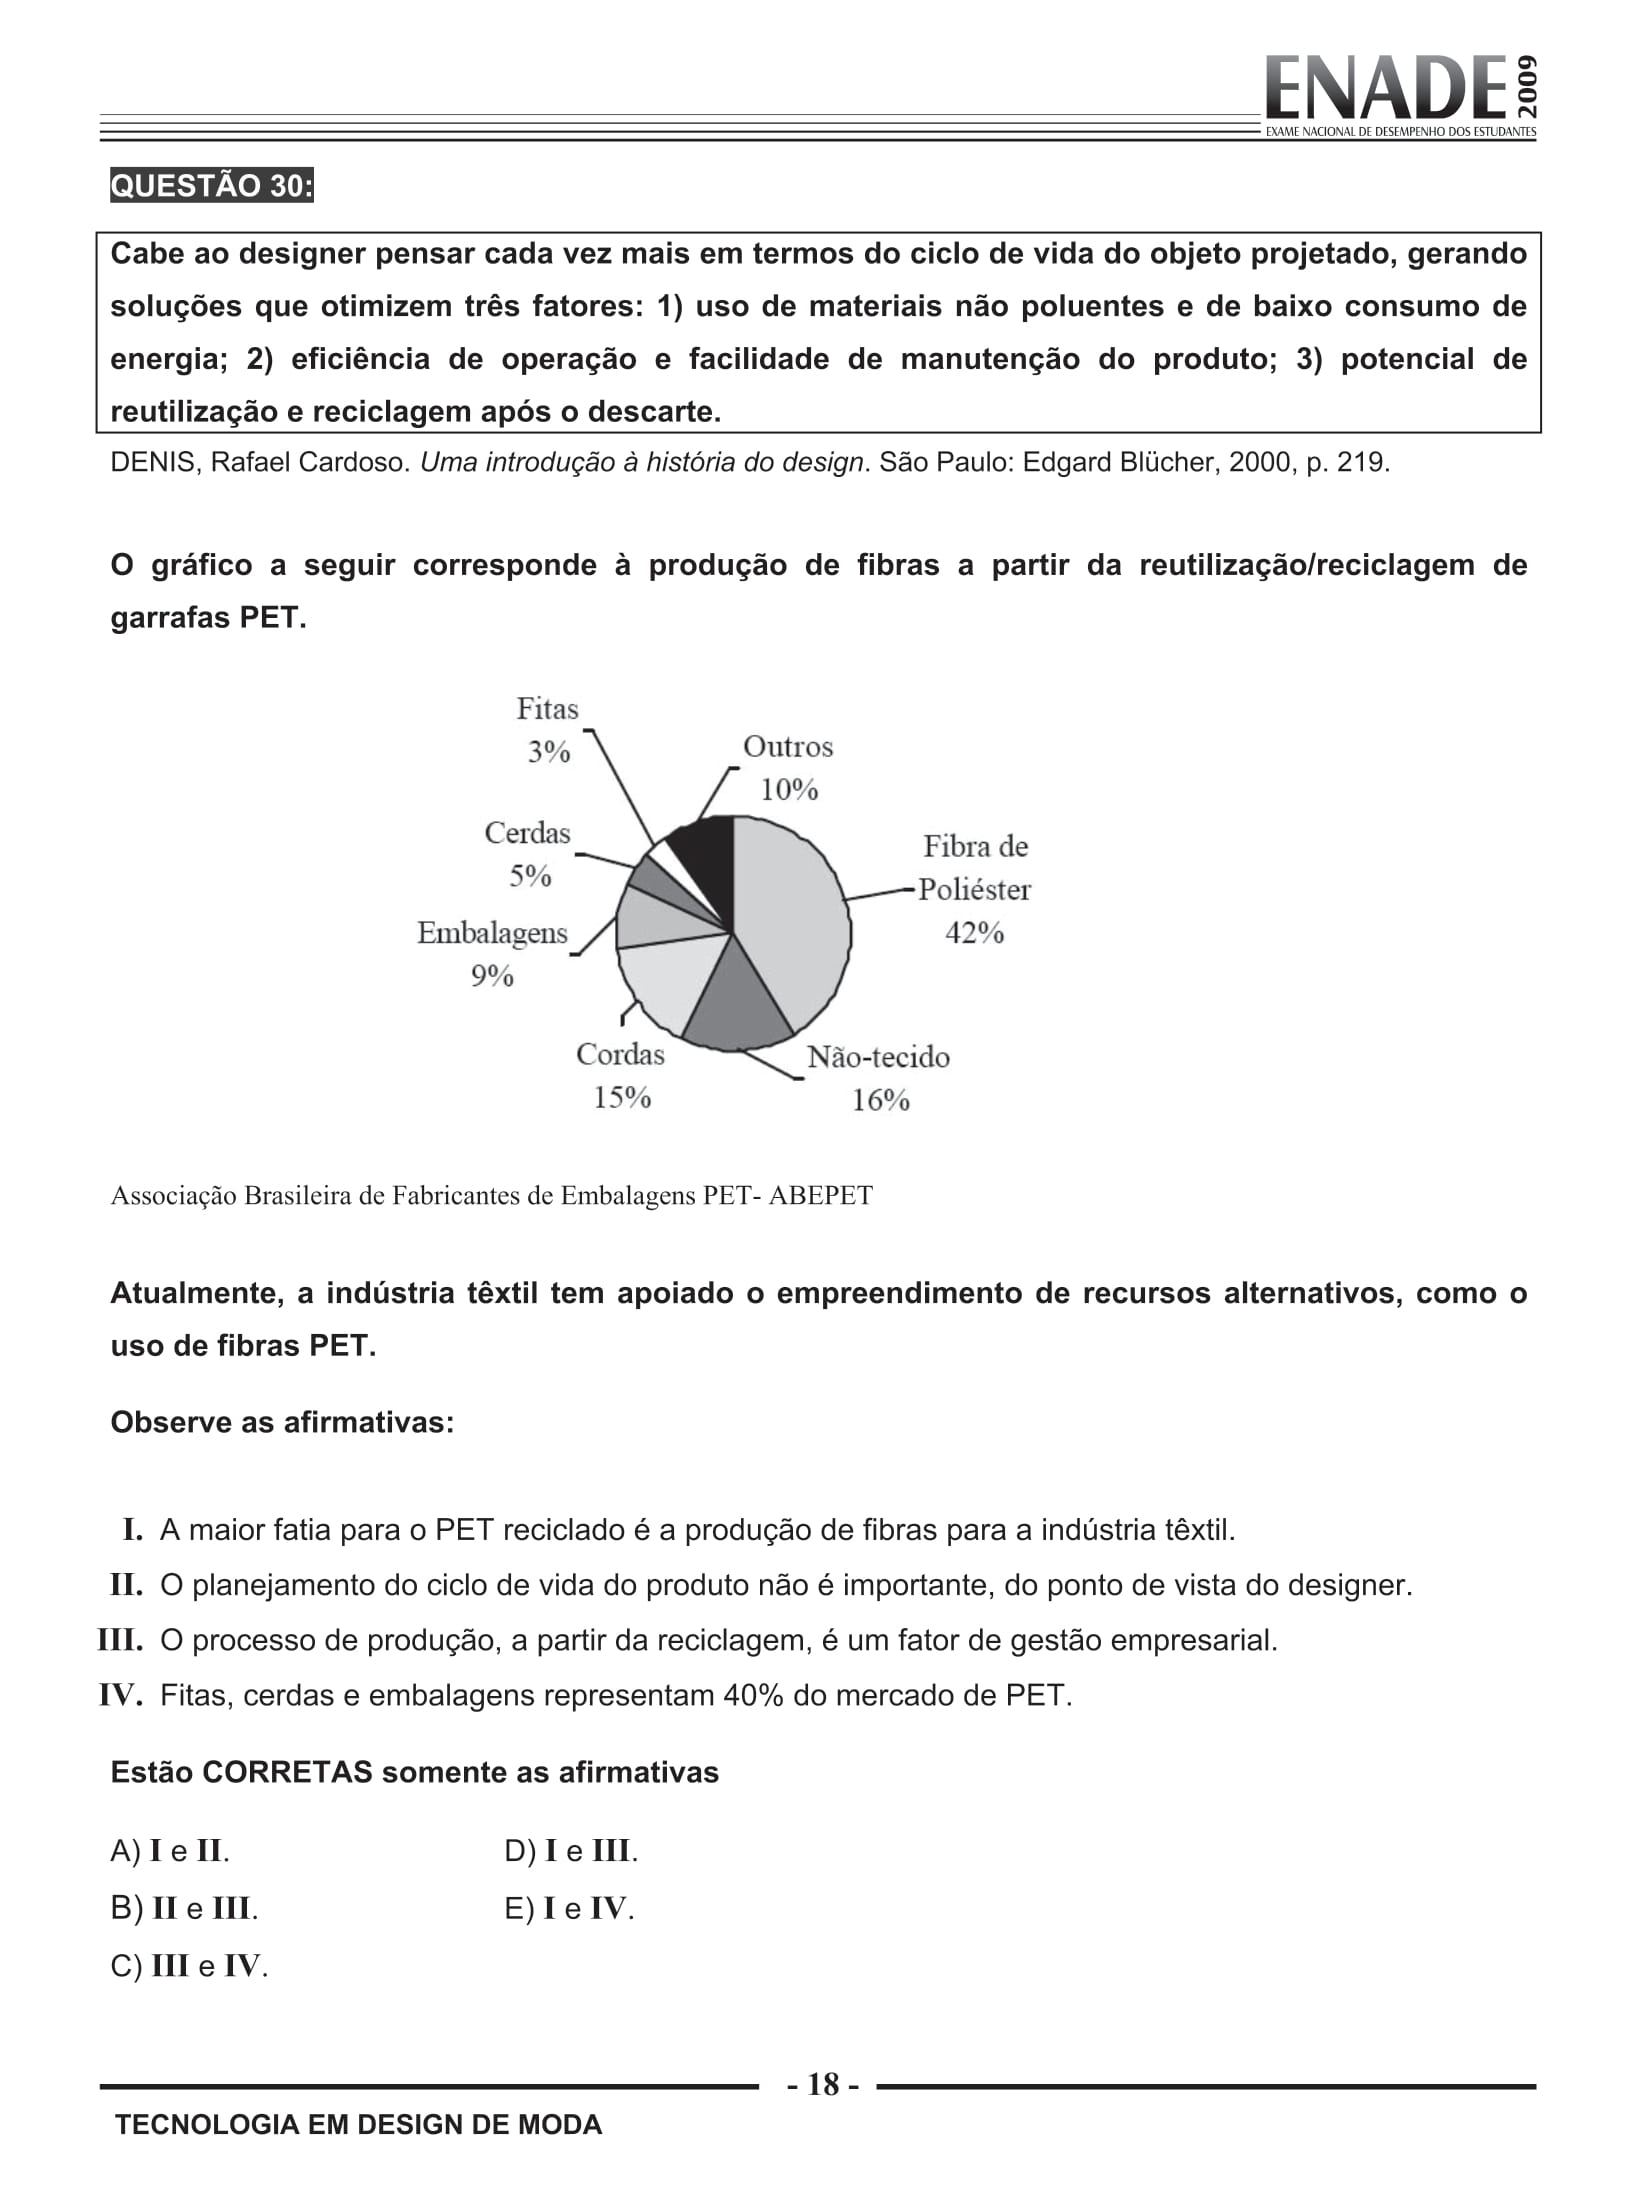 ENADE 2009
EXAME NACIONAL DE DESEMPENHO DOS ESTUDANTES
QUESTÃO 30:
Cabe ao designer pensar cada vez mais em termos do ciclo de vida do objeto projetado, gerando
soluções que otimizem três fatores: 1) uso de materiais não poluentes e de baixo consumo de
energia; 2) eficiência de operação e facilidade de manutenção do produto; 3) potencial de
reutilização e reciclagem após o descarte.
DENIS, Rafael Cardoso. Uma introdução à história do design. São Paulo: Edgard Blücher, 2000, p. 219.
O gráfico a seguir corresponde à produção de fibras a partir da reutilização/reciclagem de
garrafas PET.
Fitas
3%
Outros
10%
Cerdas
5%
Fibra de
Poliéster
42%
Embalagens
9%
Cordas
15%
Não-tecido
16%
Associação Brasileira de Fabricantes de Embalagens PET- ABEPET
Atualmente, a indústria têxtil tem apoiado o empreendimento de recursos alternativos, como o
uso de fibras PET.
Observe as afirmativas:
I. A maior fatia para o PET reciclado é a produção de fibras para a indústria têxtil.
II. O planejamento do ciclo de vida do produto não é importante, do ponto de vista do designer.
III. O processo de produção, a partir da reciclagem, é um fator de gestão empresarial.
IV. Fitas, cerdas e embalagens representam 40% do mercado de PET.
Estão CORRETAS somente as afirmativas
A) I e II.
B) II e III.
C) III e IV.
D) I e III.
E) I e IV.
- 18 -
TECNOLOGIA EM DESIGN DE MODA